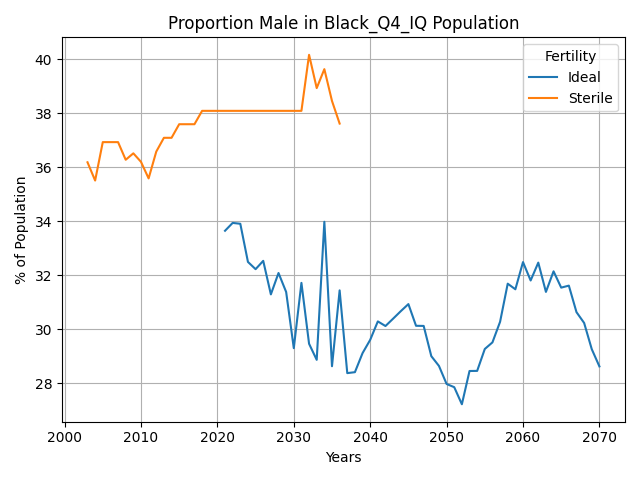 Proportion Male in Black_Q4_IQ Population
% of Population
40
38
36
34
32
30
28
Fertility
Ideal
Sterile
2000 2010 2020 2030 2040 2050 2060 2070
Years